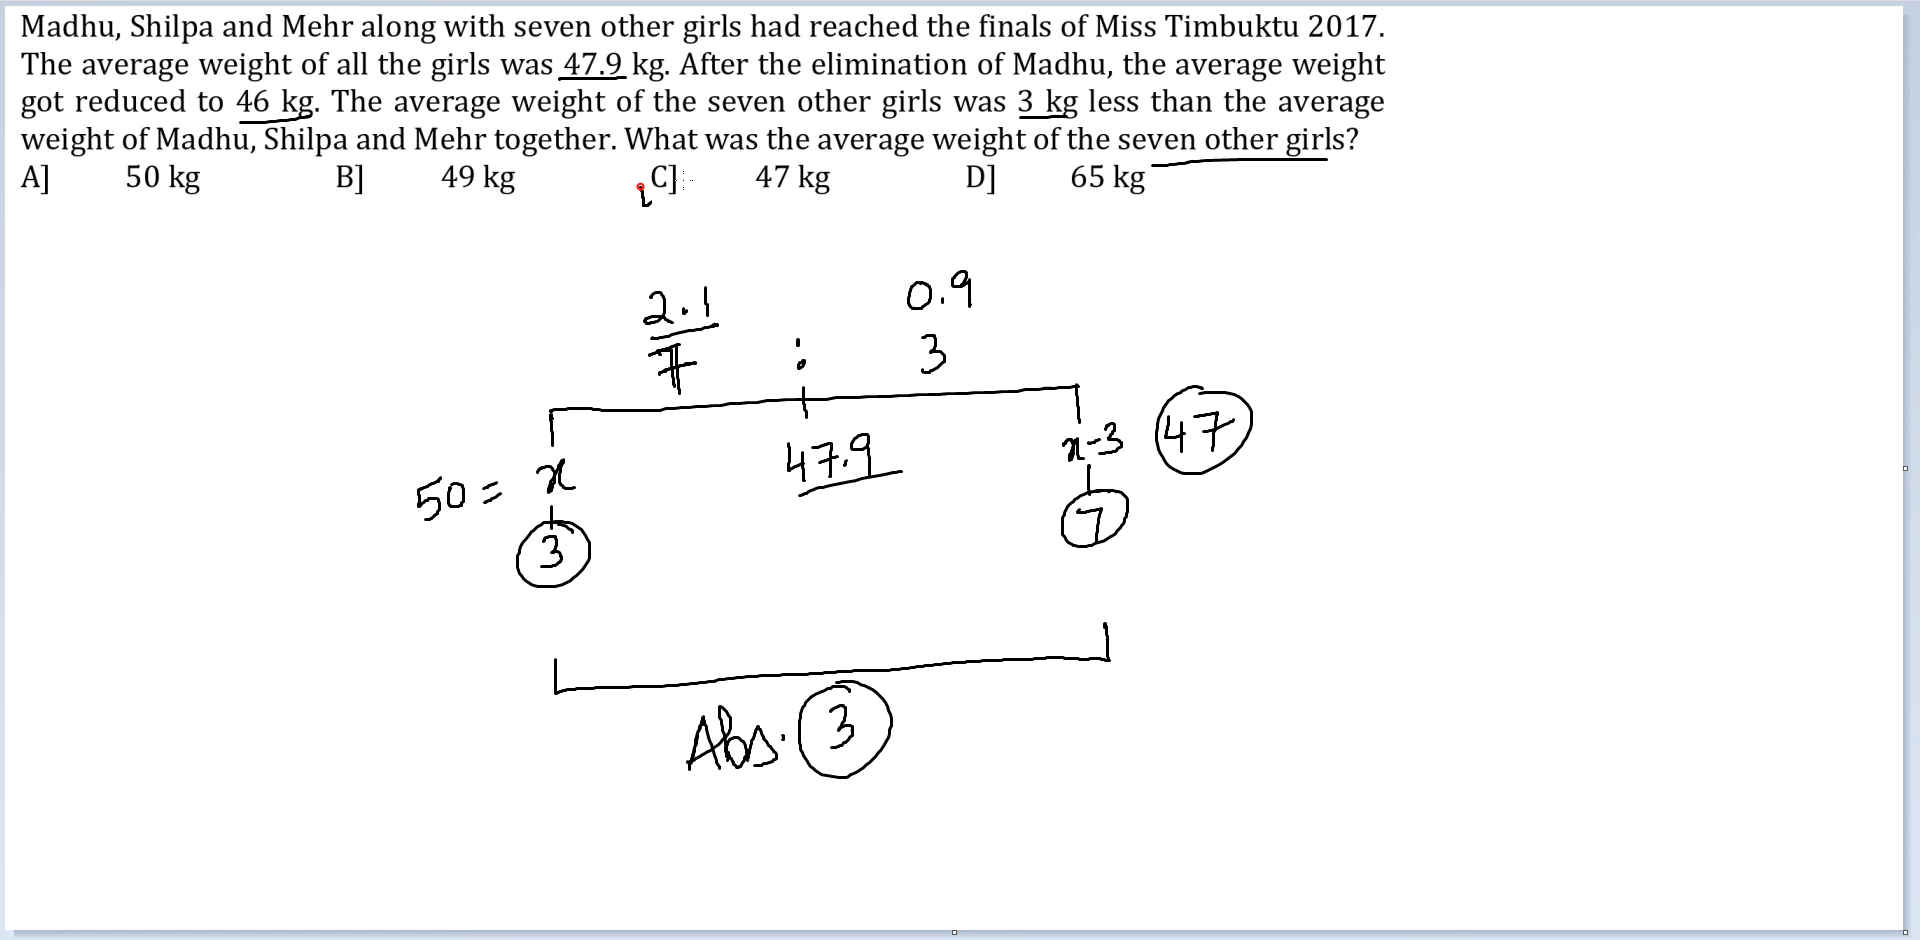 Madhu, Shilpa and Mehr along with seven other girls had reached the finals of Miss Timbuktu 2017.
The average weight of all the girls was 47.9 kg. After the elimination of Madhu, the average weight
got reduced to 46 kg. The average weight of the seven other girls was 3 kg less than the average
weight of Madhu, Shilpa and Mehr together. What was the average weight of the seven other girls?
A] 50 kg B] 49 kg C] 47 kg D] 65 kg
2.1 0.9
7 : 3
50 = x 47.9 x-3 47
3 7
Abs. 3